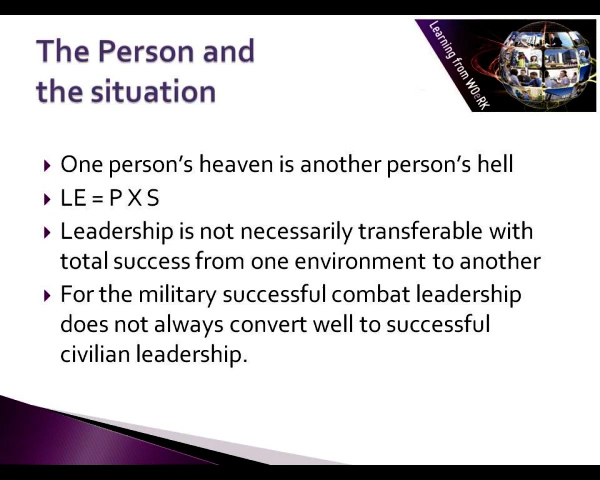 The Person and
the situation
Learning from WOeRK
One person's heaven is another person's hell
LE = P X S
Leadership is not necessarily transferable with
total success from one environment to another
For the military successful combat leadership
does not always convert well to successful
civilian leadership.